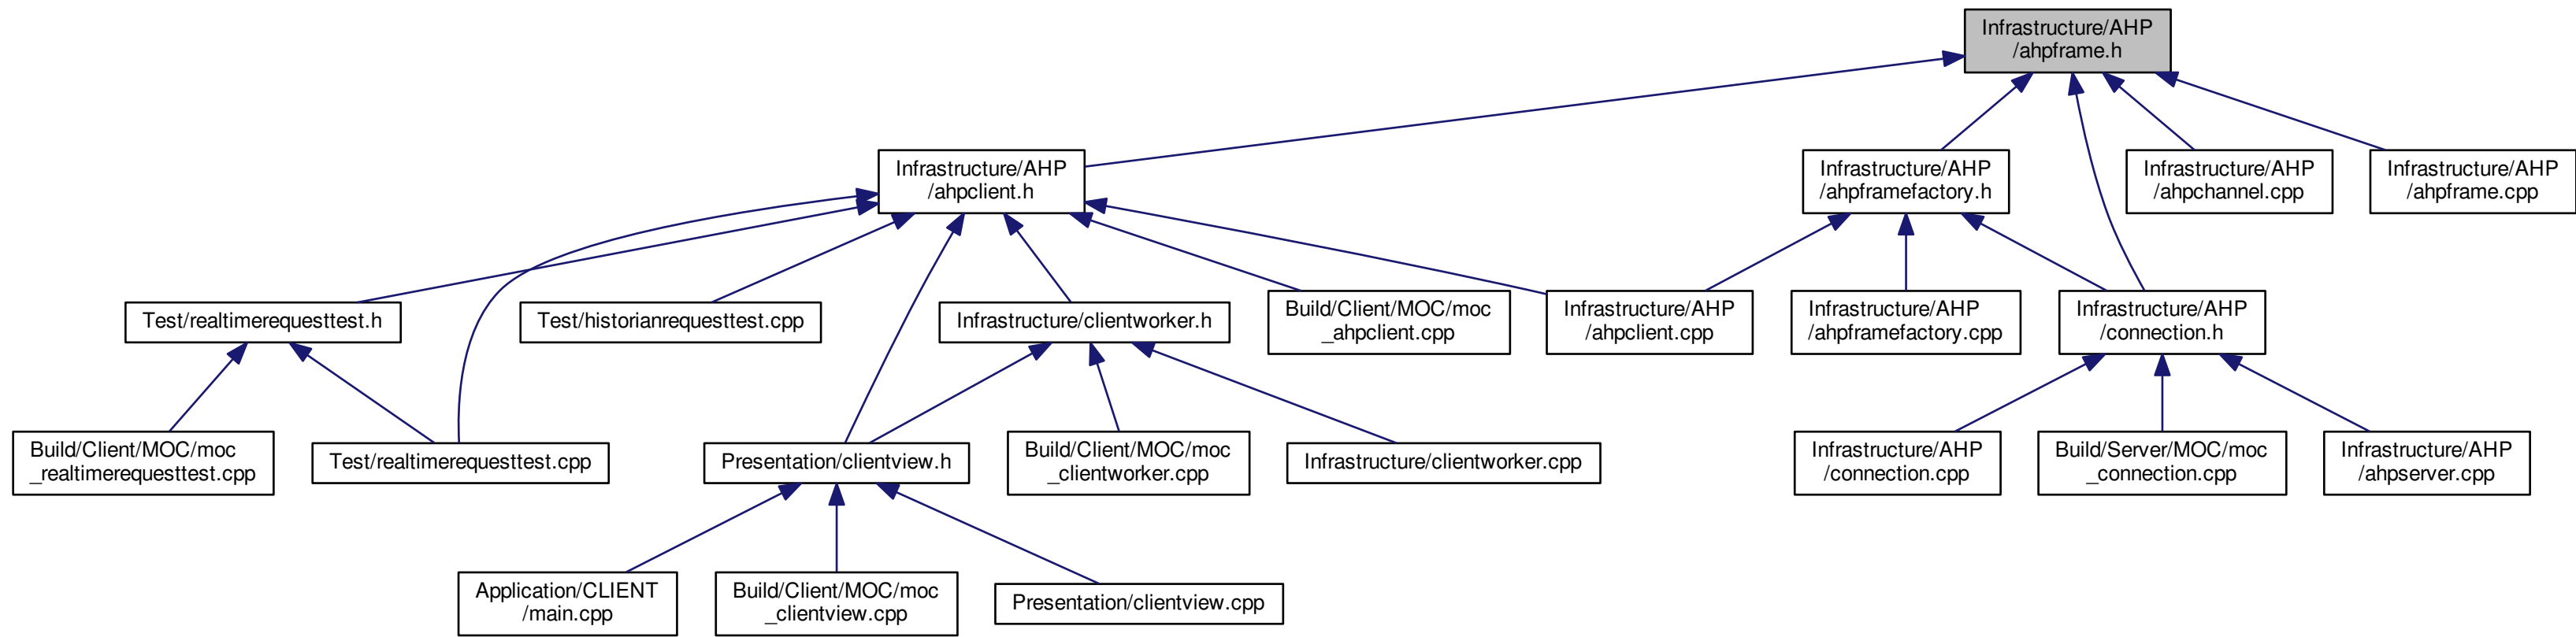 Infrastructure/AHP
/ahpframe.h
Infrastructure/AHP
/ahpclient.h
Infrastructure/AHP
/ahpframefactory.h
Infrastructure/AHP
/ahpchannel.cpp
Infrastructure/AHP
/ahpframe.cpp
Test/realtimerequesttest.h
Test/historianrequesttest.cpp
Infrastructure/clientworker.h
Build/Client/MOC/moc
_ahpclient.cpp
Infrastructure/AHP
/ahpclient.cpp
Infrastructure/AHP
/ahpframefactory.cpp
Infrastructure/AHP
/connection.h
Build/Client/MOC/moc
_realtimerequesttest.cpp
Test/realtimerequesttest.cpp
Presentation/clientview.h
Build/Client/MOC/moc
_clientworker.cpp
Infrastructure/clientworker.cpp
Infrastructure/AHP
/connection.cpp
Build/Server/MOC/moc
_connection.cpp
Infrastructure/AHP
/ahpserver.cpp
Application/CLIENT
/main.cpp
Build/Client/MOC/moc
_clientview.cpp
Presentation/clientview.cpp